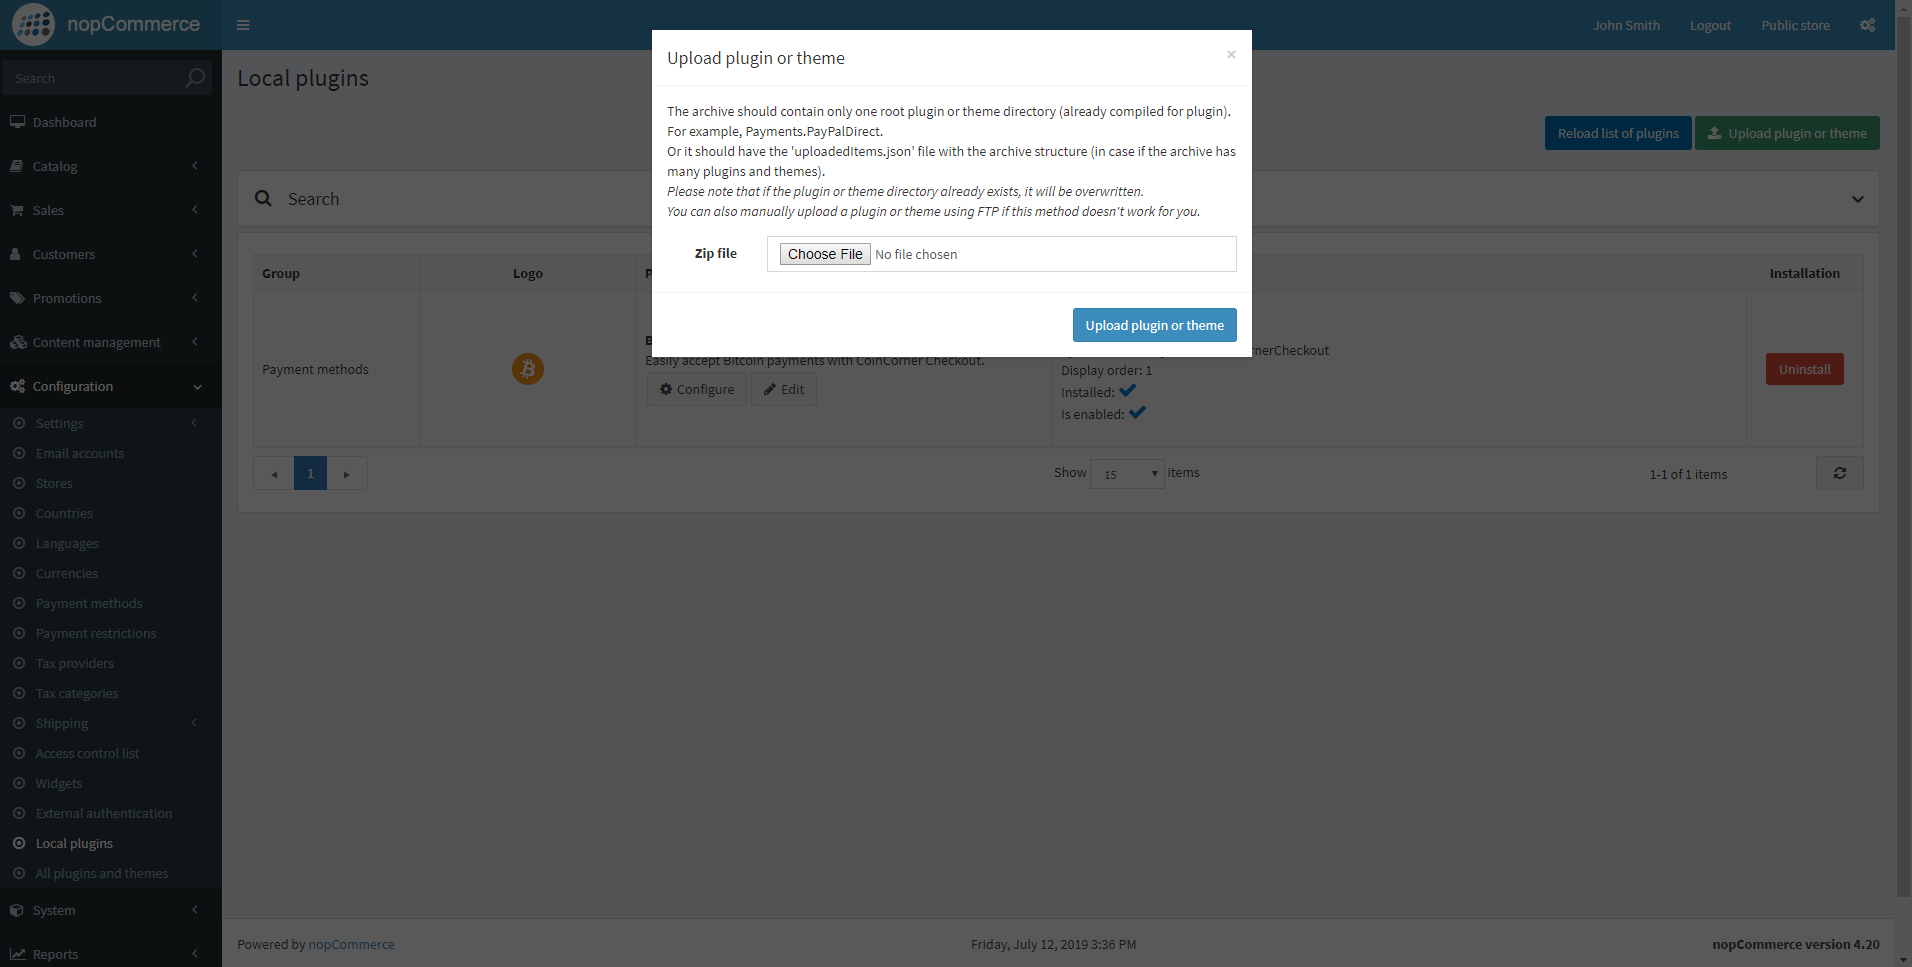 nopCommerce
John Smith
Logout
Public store
Search
Dashboard
Catalog
Sales
Customers
Promotions
Content management
Configuration
Settings
Email accounts
Stores
Countries
Languages
Currencies
Payment methods
Payment restrictions
Tax providers
Tax categories
Shipping
Access control list
Widgets
External authentication
Local plugins
All plugins and themes
System
Reports
Local plugins
Reload list of plugins
Upload plugin or theme
Search
Upload plugin or theme
×
The archive should contain only one root plugin or theme directory (already compiled for plugin).
For example, Payments.PayPalDirect.
Or it should have the 'uploadedItems.json' file with the archive structure (in case if the archive has
many plugins and themes).
Please note that if the plugin or theme directory already exists, it will be overwritten.
You can also manually upload a plugin or theme using FTP if this method doesn't work for you.
Zip file
Choose File No file chosen
Upload plugin or theme
Group
Logo
Installation
Payment methods
Easily accept Bitcoin payments with CoinCorner Checkout.
Configure
Edit
nerCheckout
Display order: 1
Installed:
Is enabled:
Uninstall
1
Show 15 items
1-1 of 1 items
Powered by nopCommerce
Friday, July 12, 2019 3:36 PM
nopCommerce version 4.20